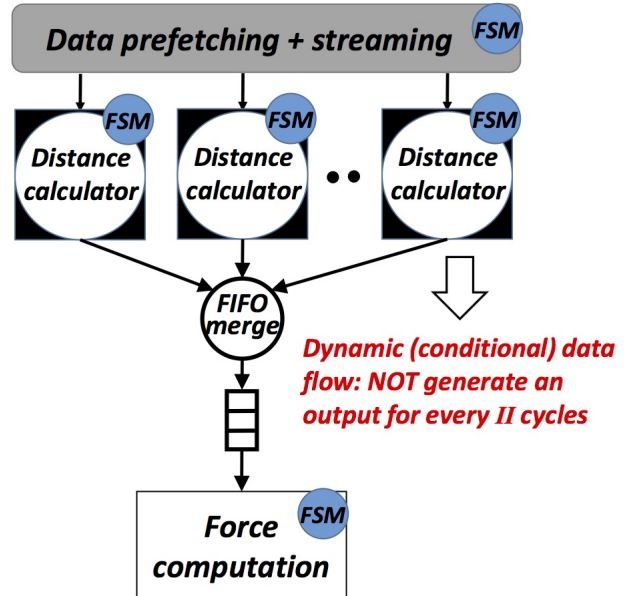 Data prefetching + streaming
FSM
FSM
FSM
FSM
Distance
calculator
Distance
calculator
Distance
calculator
FIFO
merge
Dynamic (conditional) data
flow: NOT generate an
output for every II cycles
FSM
Force
computation